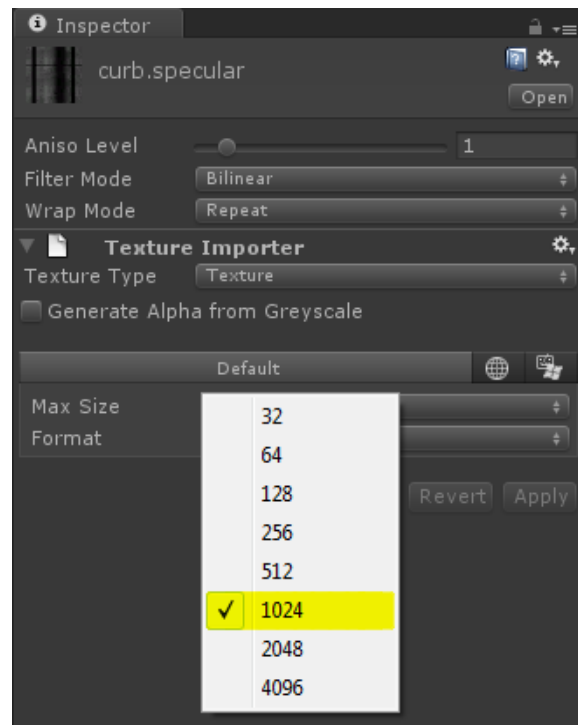 Inspector
curb.specular
Open
Aniso Level 1
Filter Mode Bilinear
Wrap Mode Repeat
Texture Importer
Texture Type Texture
Generate Alpha from Greyscale
Default
Max Size
Format
32
64
128
Revert Apply
256
512
1024
2048
4096